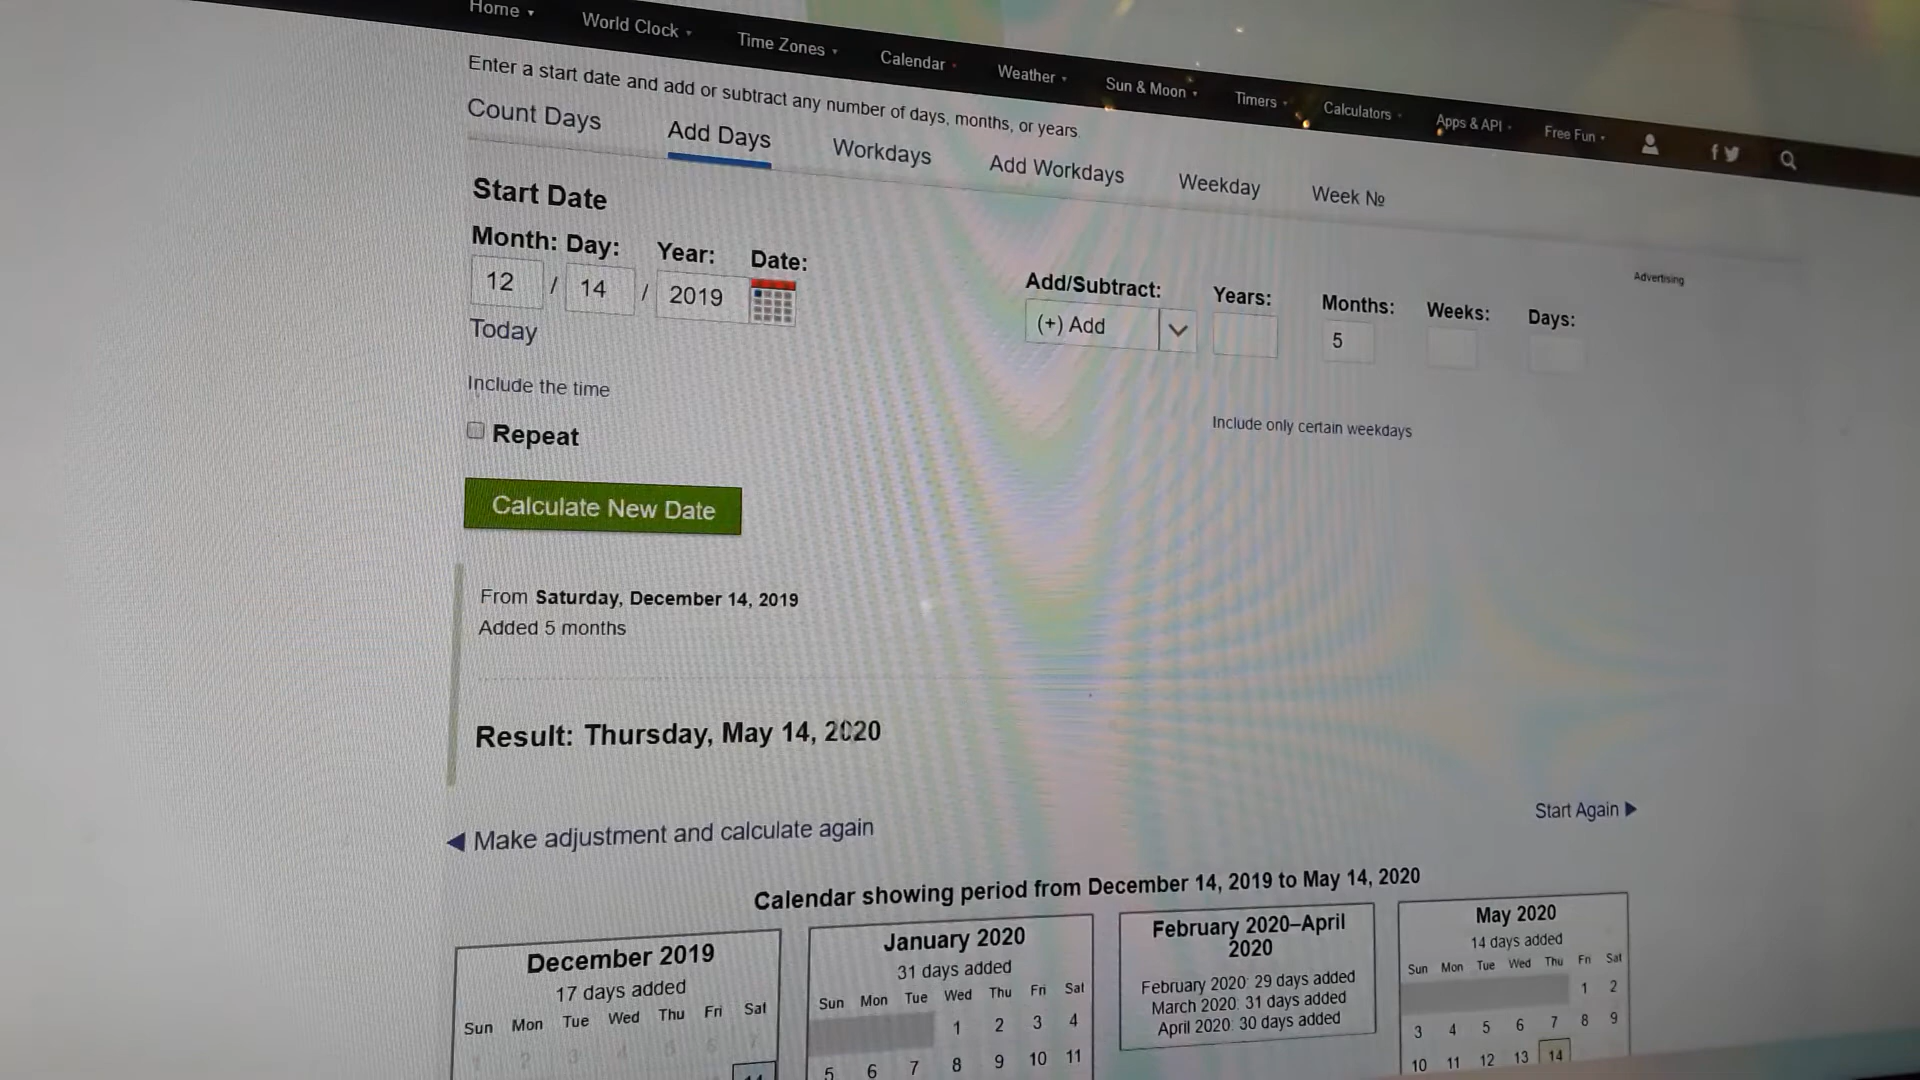 Home World Clock Time Zones Calendar Weather Sun & Moon Timers Calculators Apps & API Free Fun
Enter a start date and add or subtract any number of days, months, or years.
Count Days Add Days Workdays Add Workdays Weekday Week №
Start Date
Month: Day: Year: Date:
12 / 14 / 2019
Today
Add/Subtract: Years: Months: Weeks: Days:
(+) Add 5
Advertising
Include the time
Include only certain weekdays
Repeat
Calculate New Date
From Saturday, December 14, 2019
Added 5 months
Result: Thursday, May 14, 2020
Make adjustment and calculate again
Start Again
Calendar showing period from December 14, 2019 to May 14, 2020
December 2019
17 days added
Sun Mon Tue Wed Thu Fri Sat
1 2 3 4 5 6 7
14
January 2020
31 days added
Sun Mon Tue Wed Thu Fri Sat
1 2 3 4
5 6 7 8 9 10 11
February 2020–April
2020
February 2020: 29 days added
March 2020: 31 days added
April 2020: 30 days added
May 2020
14 days added
Sun Mon Tue Wed Thu Fri Sat
1 2
3 4 5 6 7 8 9
10 11 12 13 14